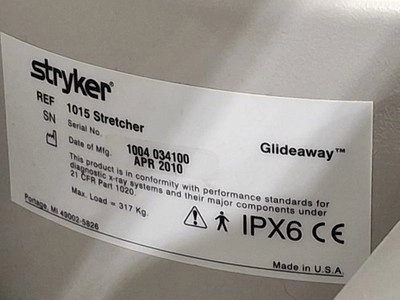 stryker®
REF 1015 Stretcher
Glideaway™
SN Serial No. 1004 034100
Date of Mfg. APR 2010
This product is in conformity with performance standards for
diagnostic x-ray systems and their major components under
21 CFR Part 1020.
Max. Load = 317 Kg.
IPX6 CE
Portage, MI 49002-5826
Made in U.S.A.